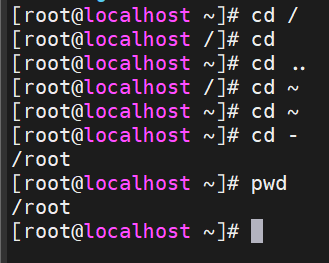 [root@localhost ~]# cd /
[root@localhost /]# cd
[root@localhost ~]# cd ..
[root@localhost /]# cd ~
[root@localhost ~]# cd ~
[root@localhost ~]# cd -
/root
[root@localhost ~]# pwd
/root
[root@localhost ~]#